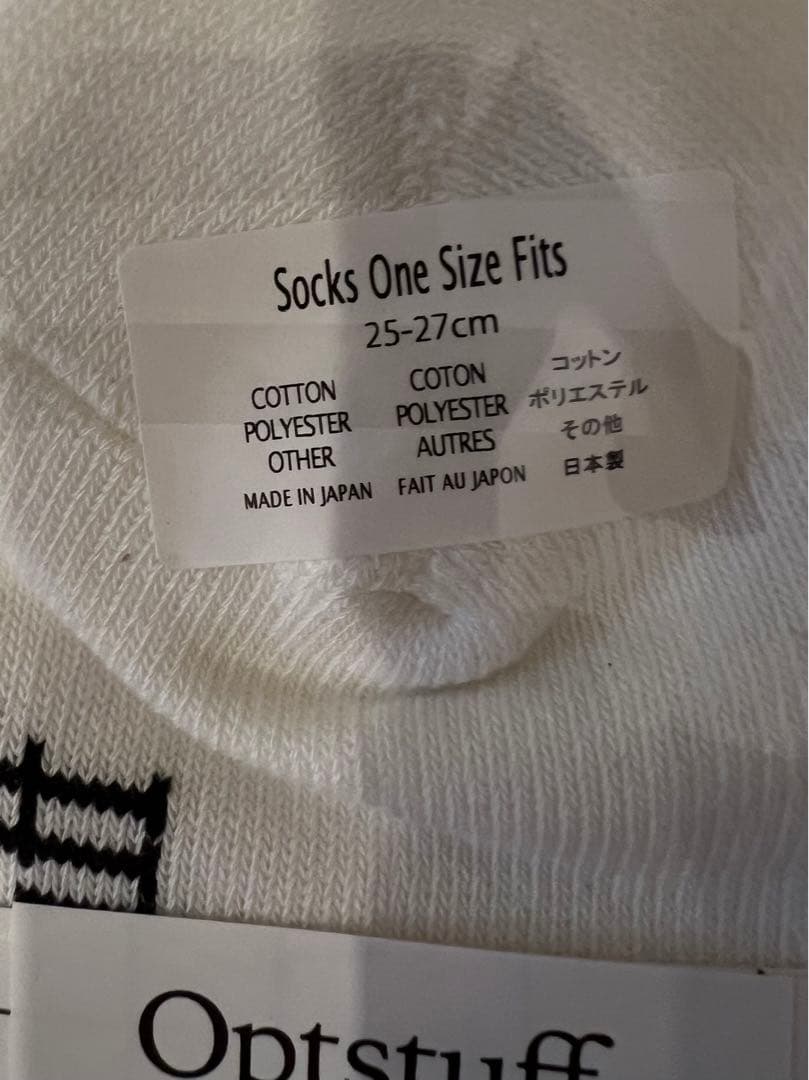 Socks One Size Fits
25-27cm
COTTON
POLYESTER
OTHER
MADE IN JAPAN
COTON
POLYESTER
AUTRES
FAIT AU JAPON
コットン
ポリエステル
その他
日本製
Optstuff